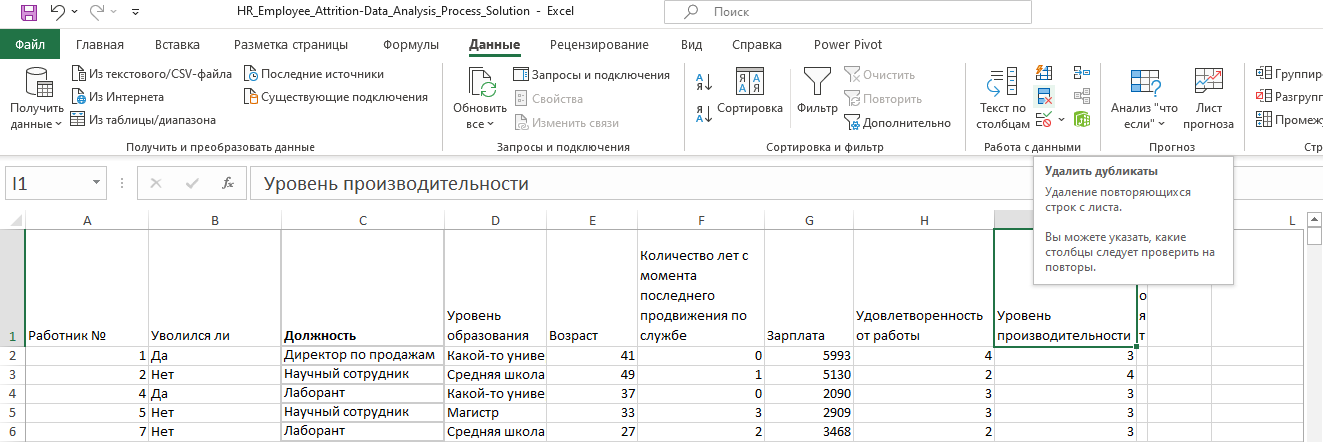 HR_Employee_Attrition-Data_Analysis_Process_Solution - Excel
Поиск
Файл Главная Вставка Разметка страницы Формулы Данные Рецензирование Вид Справка Power Pivot
Получить данные
Из текстового/CSV-файла
Из Интернета
Из таблицы/диапазона
Последние источники
Существующие подключения
Получить и преобразовать данные
Обновить все
Запросы и подключения
Свойства
Изменить связи
Запросы и подключения
Сортировка
Фильтр
Очистить
Повторить
Дополнительно
Сортировка и фильтр
Текст по столбцам
Работа с данными
Анализ "что если"
Лист прогноза
Прогноз
Группиро
Разгрупп
Промежу
Стр
I1
fx
Уровень производительности
Удалить дубликаты
Удаление повторяющихся
строк с листа.
Вы можете указать, какие
столбцы следует проверить на
повторы.
A B C D E F G H L
1 Работник № Уволился ли Должность Уровень образования Возраст Количество лет с момента последнего продвижения по службе Зарплата Удовлетворенность от работы Уровень производительности о я т
2 1 Да Директор по продажам Какой-то униве 41 0 5993 4 3
3 2 Нет Научный сотрудник Средняя школа 49 1 5130 2 4
4 4 Да Лаборант Какой-то униве 37 0 2090 3 3
5 5 Нет Научный сотрудник Магистр 33 3 2909 3 3
6 7 Нет Лаборант Средняя школа 27 2 3468 2 3